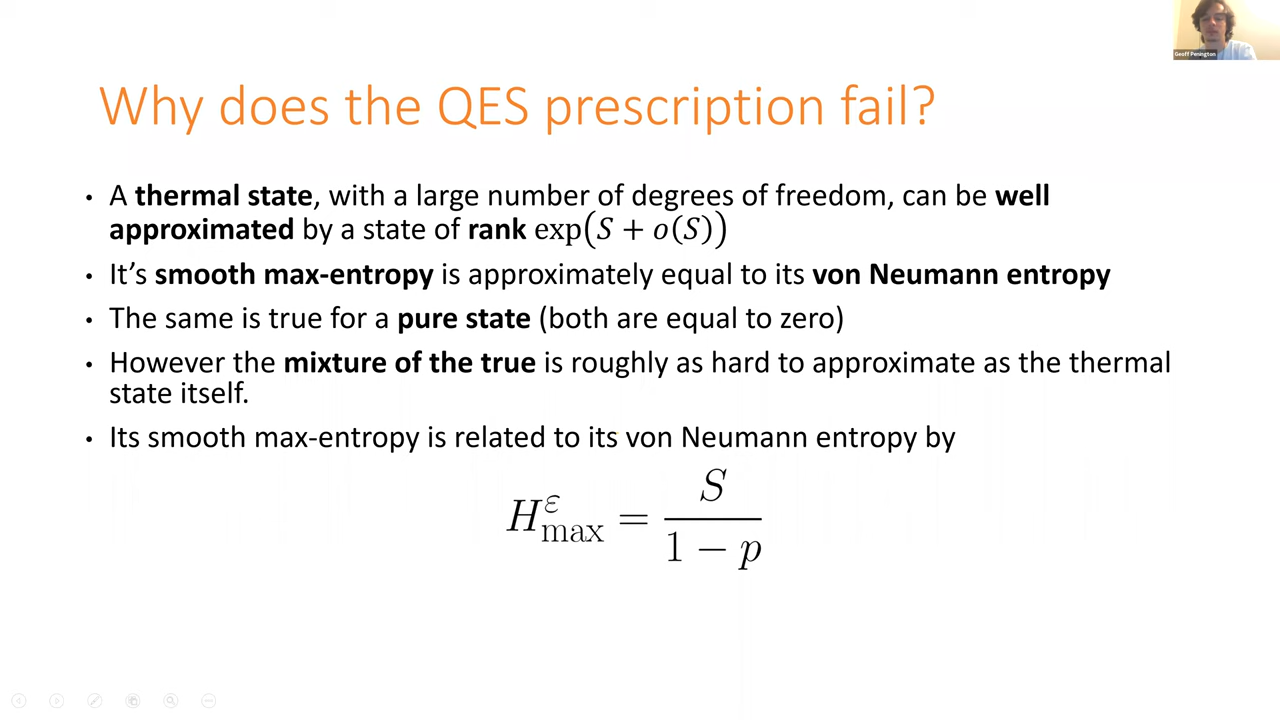 Geoff Penington
Why does the QES prescription fail?
• A thermal state, with a large number of degrees of freedom, can be well
approximated by a state of rank exp(S + o(S))
• It’s smooth max-entropy is approximately equal to its von Neumann entropy
• The same is true for a pure state (both are equal to zero)
• However the mixture of the true is roughly as hard to approximate as the thermal
state itself.
• Its smooth max-entropy is related to its von Neumann entropy by
H^ε_max = S / (1 − p)